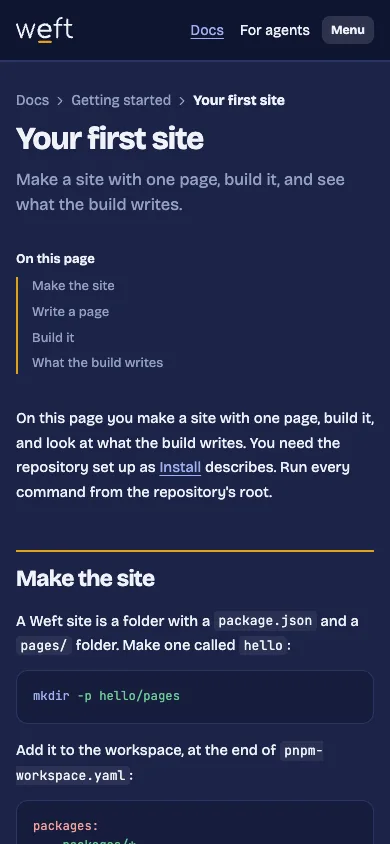 weft
Docs For agents Menu
Docs > Getting started > Your first site
Your first site
Make a site with one page, build it, and see
what the build writes.
On this page
Make the site
Write a page
Build it
What the build writes
On this page you make a site with one page, build it,
and look at what the build writes. You need the
repository set up as Install describes. Run every
command from the repository's root.
Make the site
A Weft site is a folder with a package.json and a
pages/ folder. Make one called hello:
mkdir -p hello/pages
Add it to the workspace, at the end of pnpm-
workspace.yaml:
packages: